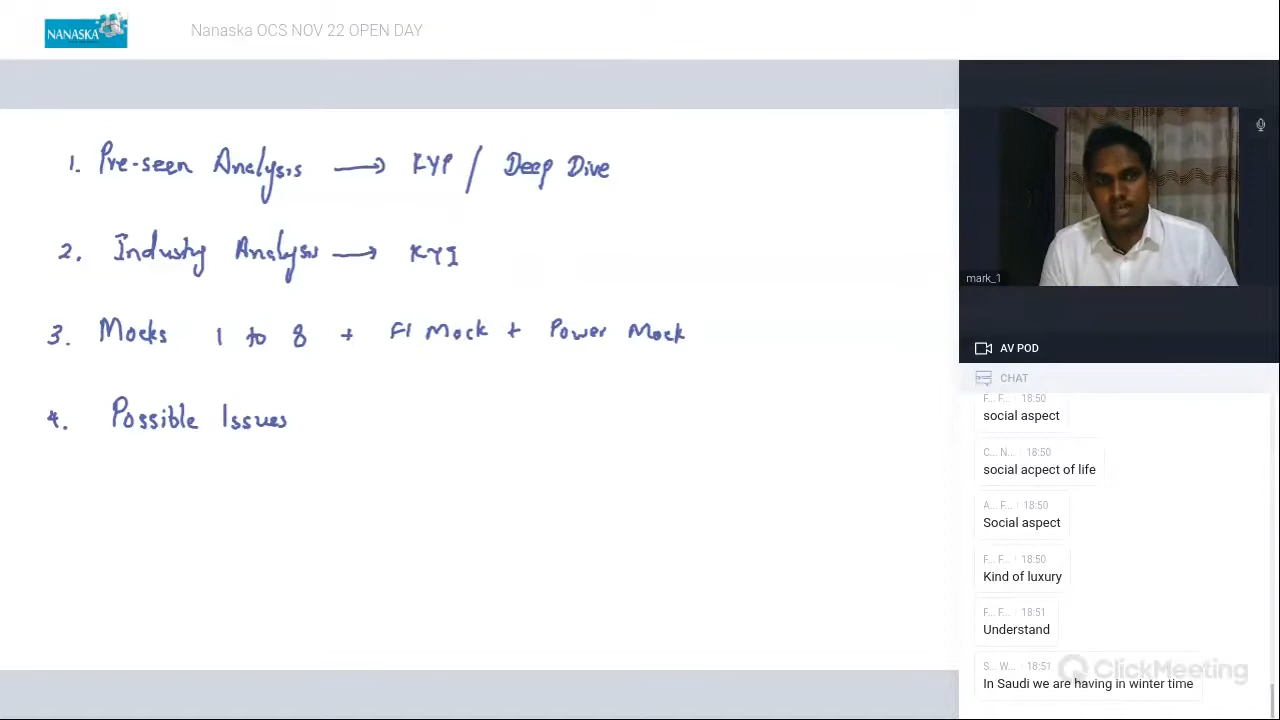 NANASKA
Nanaska OCS NOV 22 OPEN DAY
1. Pre-seen Analysis → KYP / Deep Dive
2. Industry Analysis → KYI
3. Mocks 1 to 8 + F1 Mock + Power Mock
4. Possible Issues
mark_1
AV POD
CHAT
F... F... 18:50
social aspect
C... N... 18:50
social acpect of life
A... F... 18:50
Social aspect
F... F... 18:50
Kind of luxury
F... F... 18:51
Understand
S... W... 18:51
ClickMeeting
In Saudi we are having in winter time